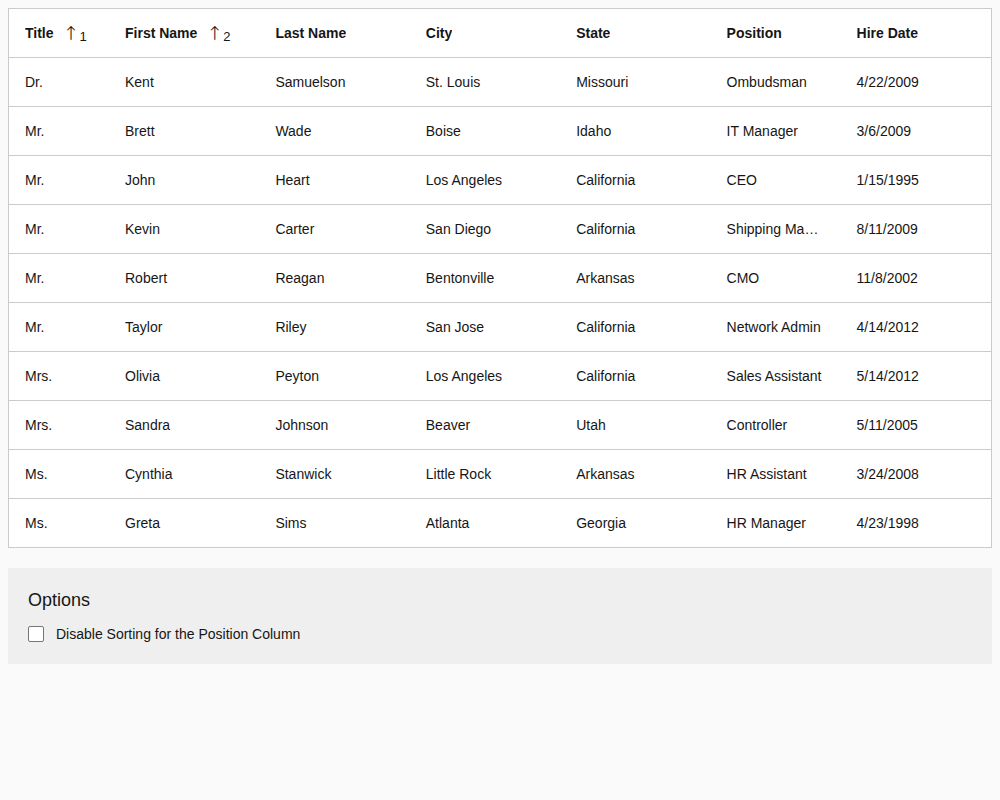 Title ↑ 1 First Name ↑ 2 Last Name City State Position Hire Date
Dr. Kent Samuelson St. Louis Missouri Ombudsman 4/22/2009
Mr. Brett Wade Boise Idaho IT Manager 3/6/2009
Mr. John Heart Los Angeles California CEO 1/15/1995
Mr. Kevin Carter San Diego California Shipping Ma... 8/11/2009
Mr. Robert Reagan Bentonville Arkansas CMO 11/8/2002
Mr. Taylor Riley San Jose California Network Admin 4/14/2012
Mrs. Olivia Peyton Los Angeles California Sales Assistant 5/14/2012
Mrs. Sandra Johnson Beaver Utah Controller 5/11/2005
Ms. Cynthia Stanwick Little Rock Arkansas HR Assistant 3/24/2008
Ms. Greta Sims Atlanta Georgia HR Manager 4/23/1998
Options
Disable Sorting for the Position Column